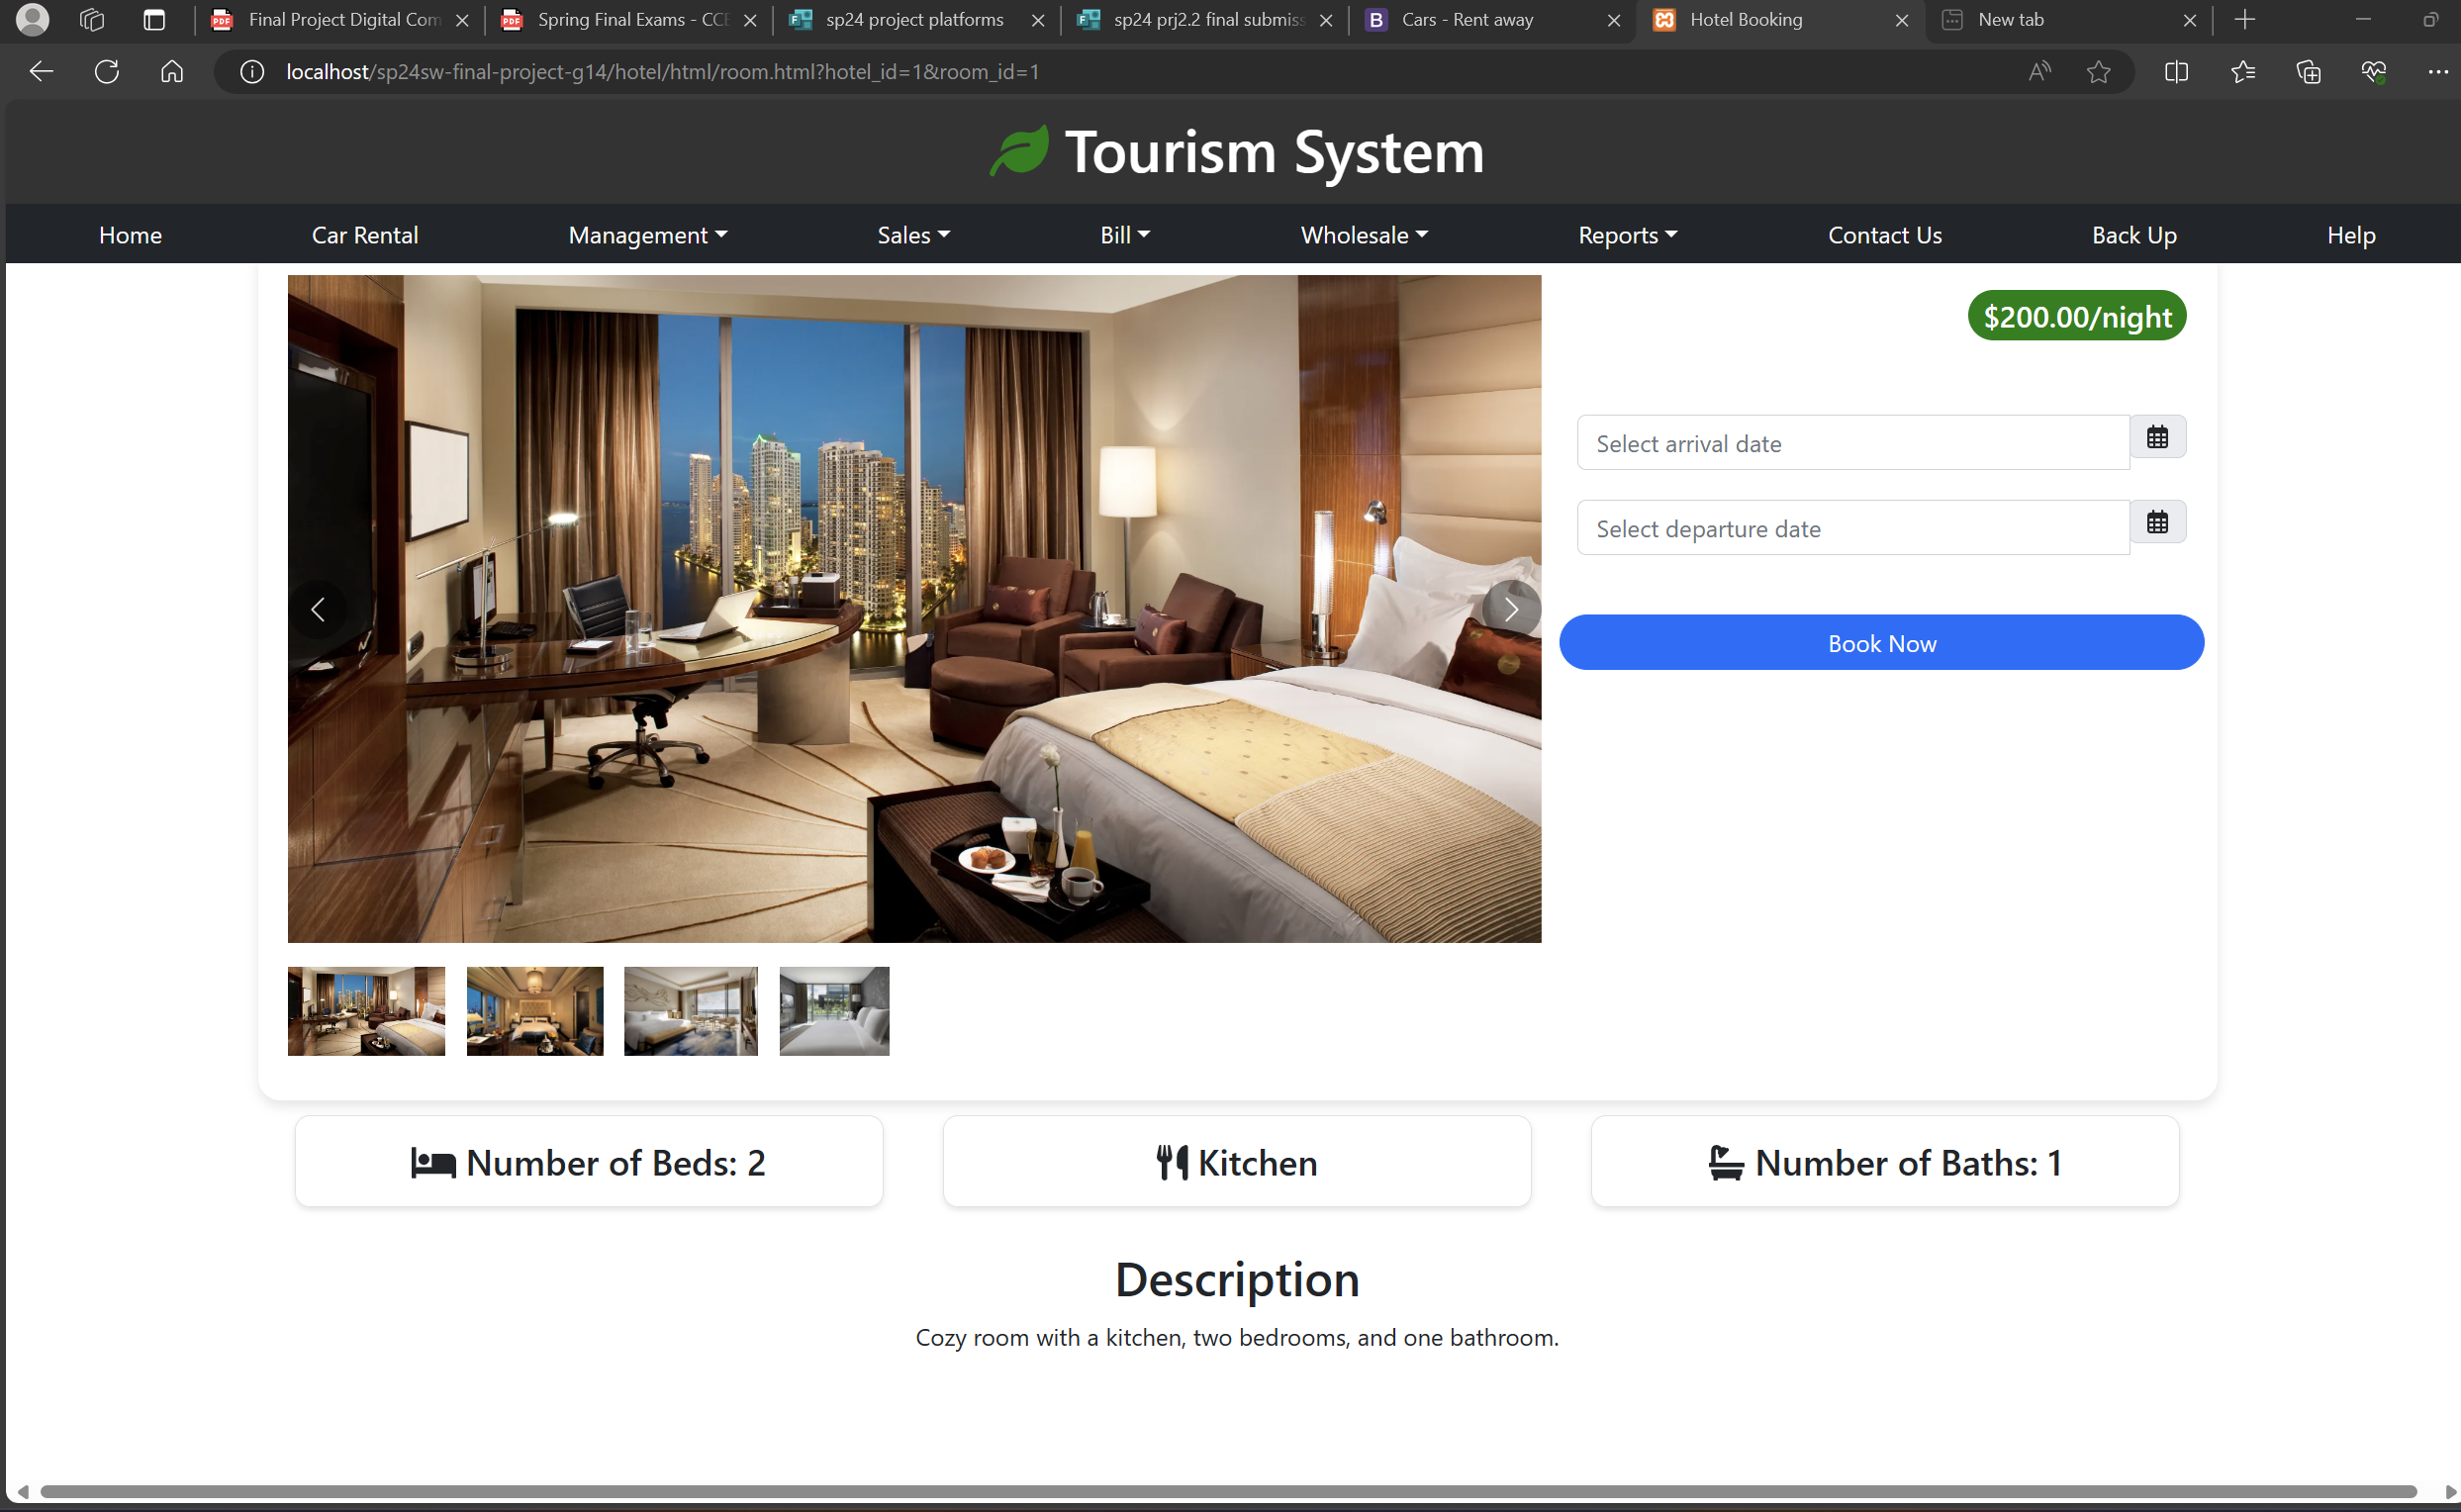 Final Project Digital Com
Spring Final Exams - CCE
sp24 project platforms
sp24 prj2.2 final submiss
Cars - Rent away
Hotel Booking
New tab
localhost/sp24sw-final-project-g14/hotel/html/room.html?hotel_id=1&room_id=1
Tourism System
Home
Car Rental
Management
Sales
Bill
Wholesale
Reports
Contact Us
Back Up
Help
$200.00/night
Select arrival date
Select departure date
Book Now
Number of Beds: 2
Kitchen
Number of Baths: 1
Description
Cozy room with a kitchen, two bedrooms, and one bathroom.